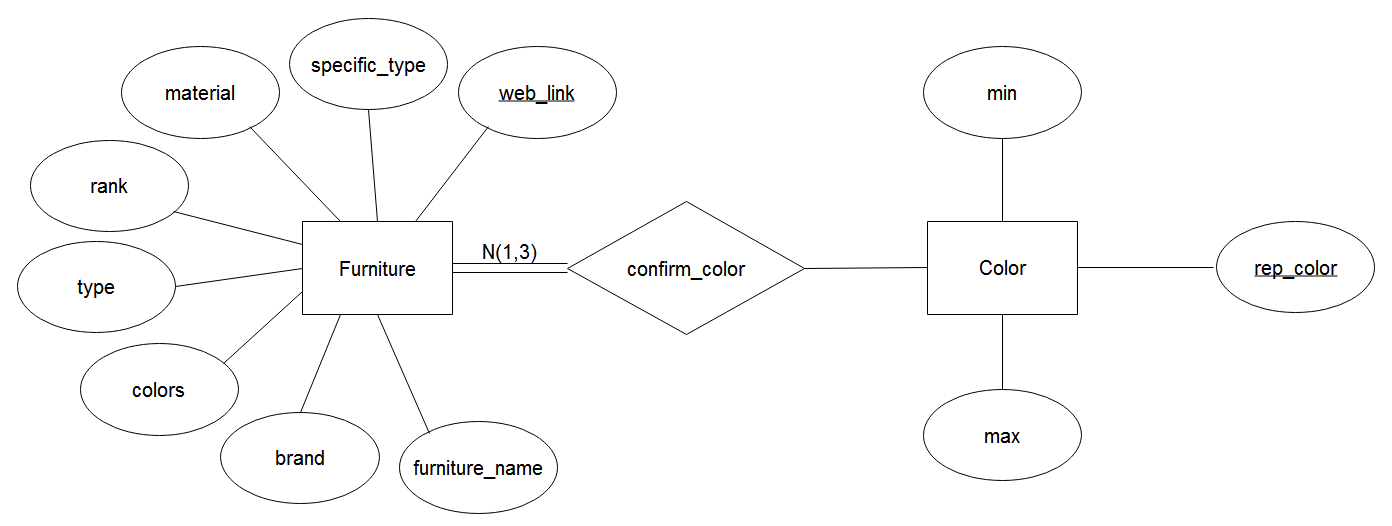 specific_type
material
web_link
min
rank
N(1,3)
Furniture
confirm_color
Color
rep_color
type
colors
brand
furniture_name
max